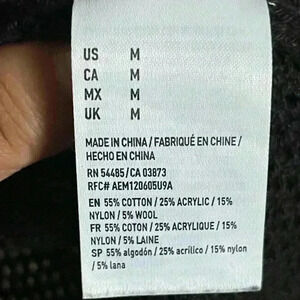 US M
CA M
MX M
UK M
MADE IN CHINA / FABRIQUÉ EN CHINE /
HECHO EN CHINA
RN 54485/CA 03873
RFC# AEM120605U9A
EN 55% COTTON / 25% ACRYLIC / 15%
NYLON / 5% WOOL
FR 55% COTON / 25% ACRYLIQUE / 15%
NYLON / 5% LAINE
SP 55% algodón / 25% acrílico / 15% nylon
/ 5% lana